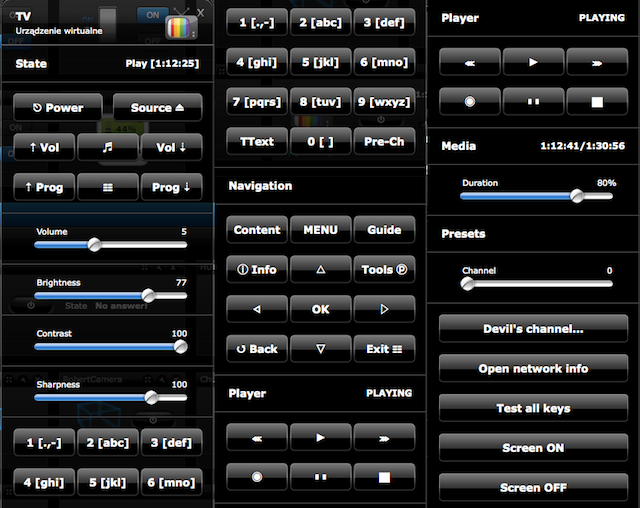 TV
Urządzenie wirtualne
X
ON
State Play [1:12:25]
Power Source
Vol Vol
Prog Prog
Volume 5
Brightness 77
State No answer!
Contrast 100
RobertCamera
Sharpness 100
1 [.,-] 2 [abc] 3 [def]
4 [ghi] 5 [jkl] 6 [mno]
1 [.,-] 2 [abc] 3 [def]
4 [ghi] 5 [jkl] 6 [mno]
7 [pqrs] 8 [tuv] 9 [wxyz]
TText 0 [ ] Pre-Ch
Navigation
Content MENU Guide
Info Tools
OK
Back Exit
Player PLAYING
Player PLAYING
Media 1:12:41/1:30:56
Duration 80%
Presets
Channel 0
Devil's channel...
Open network info
Test all keys
Screen ON
Screen OFF